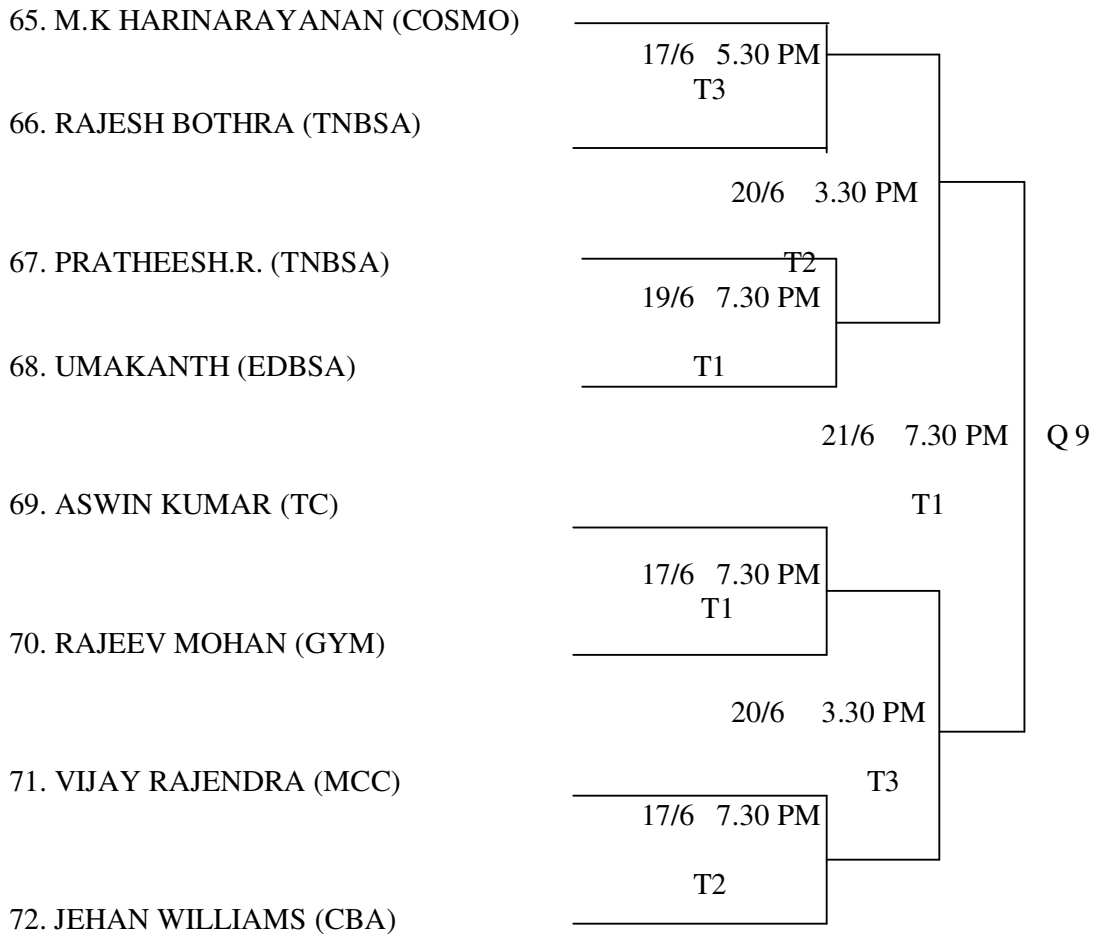 65. M.K HARINARAYANAN (COSMO)
17/6 5.30 PM
T3
66. RAJESH BOTHRA (TNBSA)
20/6 3.30 PM
67. PRATHEESH.R. (TNBSA)
T2
19/6 7.30 PM
68. UMAKANTH (EDBSA)
T1
21/6 7.30 PM Q 9
69. ASWIN KUMAR (TC)
T1
17/6 7.30 PM
T1
70. RAJEEV MOHAN (GYM)
20/6 3.30 PM
71. VIJAY RAJENDRA (MCC)
T3
17/6 7.30 PM
T2
72. JEHAN WILLIAMS (CBA)